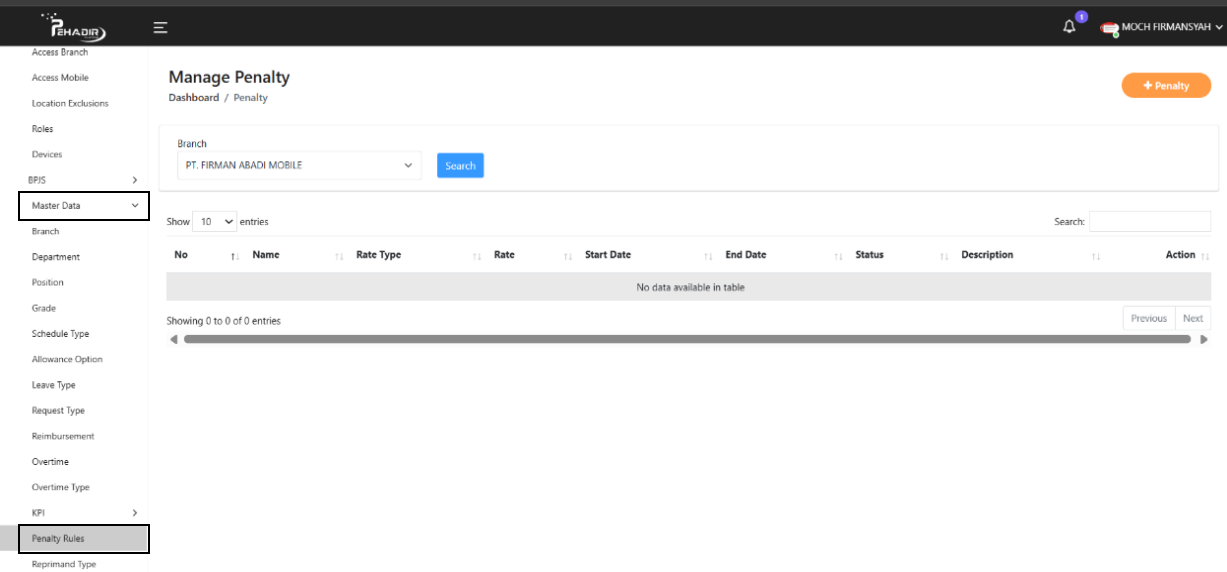 PEHADIR
1
MOCH FIRMANSYAH
Access Branch
Access Mobile
Location Exclusions
Roles
Devices
BPJS
Master Data
Branch
Department
Position
Grade
Schedule Type
Allowance Option
Leave Type
Request Type
Reimbursement
Overtime
Overtime Type
KPI
Penalty Rules
Reprimand Type
Manage Penalty
Dashboard / Penalty
+ Penalty
Branch
PT. FIRMAN ABADI MOBILE
Search
Show 10 entries
Search:
No Name Rate Type Rate Start Date End Date Status Description Action
No data available in table
Showing 0 to 0 of 0 entries
Previous Next